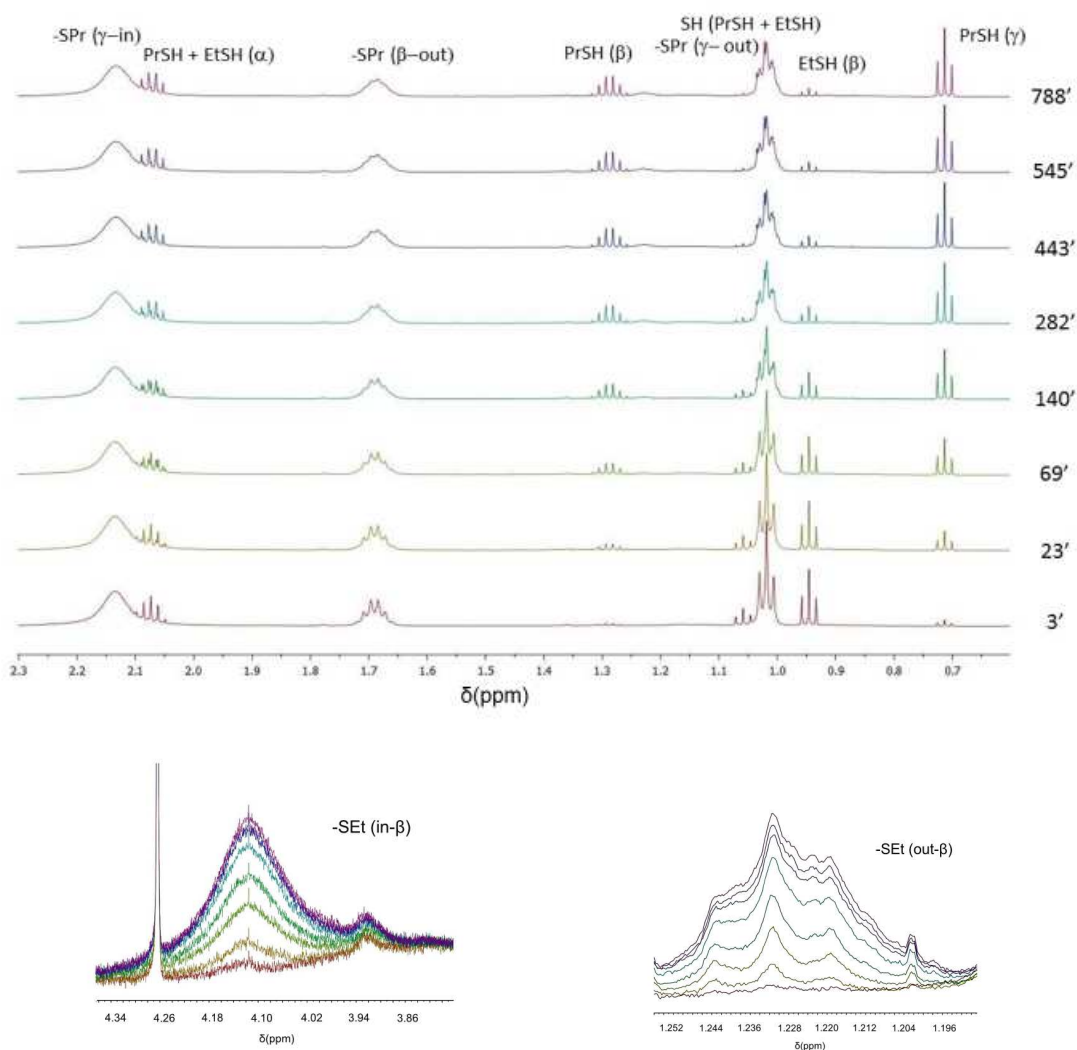 -SPr (γ-in)
PrSH + EtSH (α)
-SPr (β-out)
PrSH (β)
SH (PrSH + EtSH)
-SPr (γ- out)
EtSH (β)
PrSH (γ)
788'
545'
443'
282'
140'
69'
23'
3'
2.3 2.2 2.1 2.0 1.9 1.8 1.7 1.6 1.5 1.4 1.3 1.2 1.1 1.0 0.9 0.8 0.7
δ(ppm)
-SEt (in-β)
4.34 4.26 4.18 4.10 4.02 3.94 3.86
δ(ppm)
-SEt (out-β)
1.252 1.244 1.236 1.228 1.220 1.212 1.204 1.196
δ(ppm)